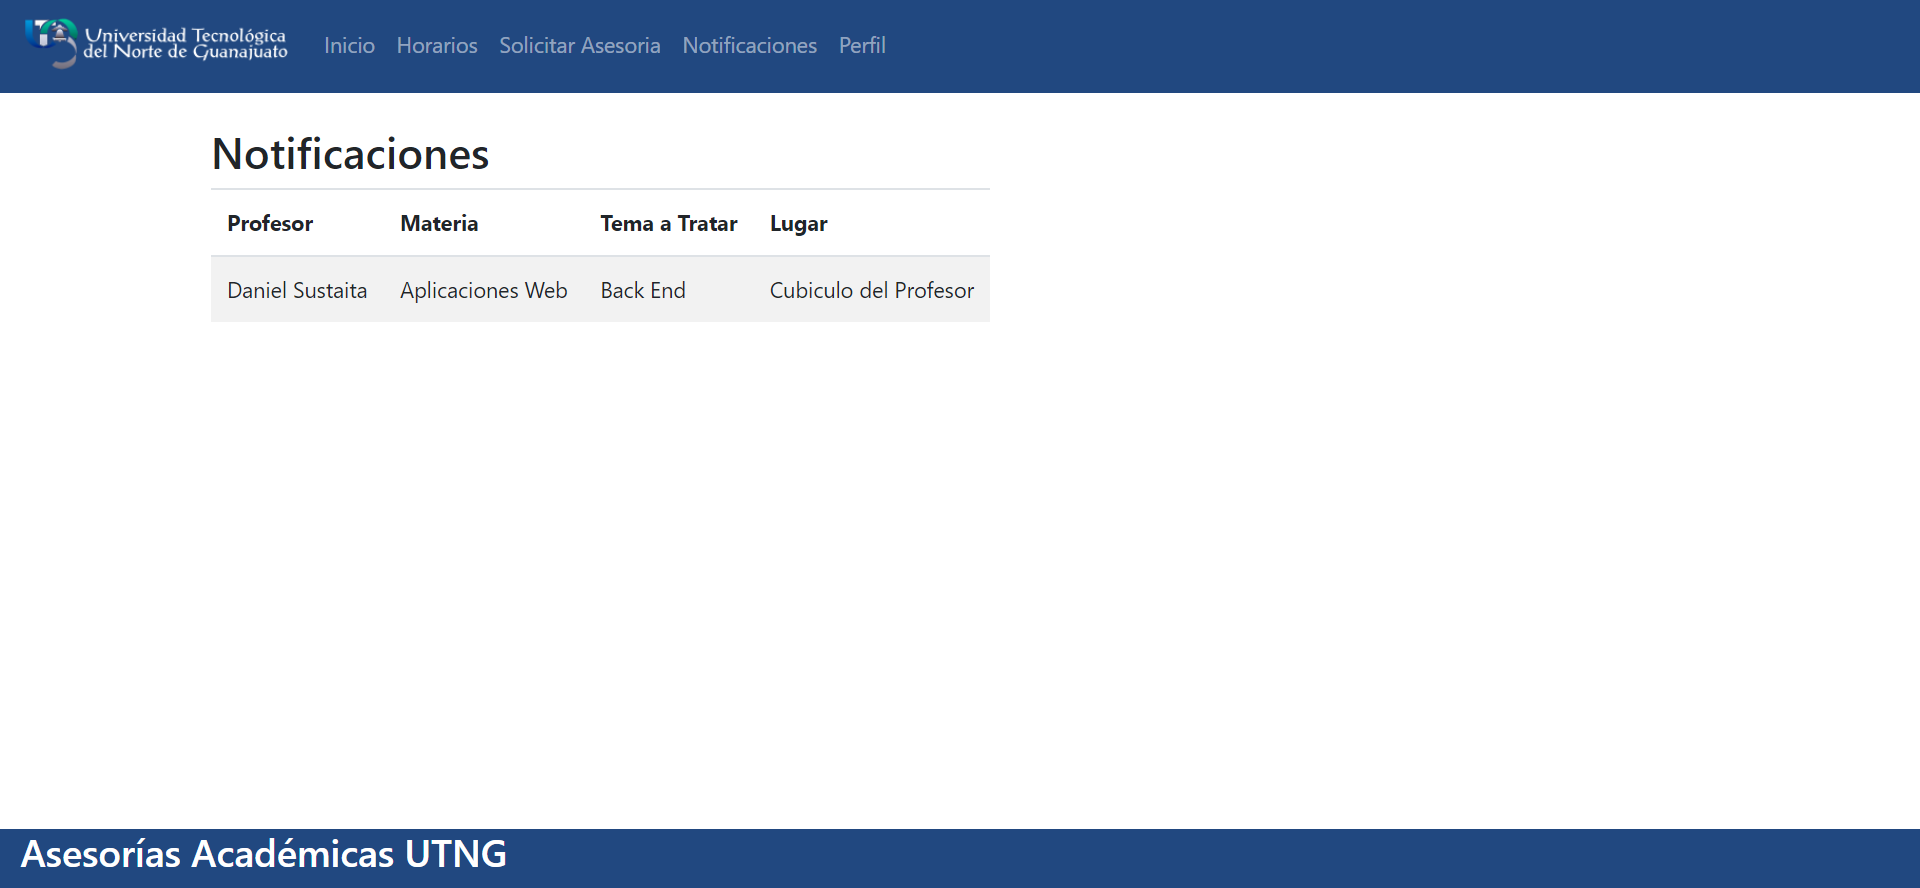 Universidad Tecnológica
del Norte de Guanajuato
Inicio Horarios Solicitar Asesoria Notificaciones Perfil
Notificaciones
Profesor Materia Tema a Tratar Lugar
Daniel Sustaita Aplicaciones Web Back End Cubiculo del Profesor
Asesorías Académicas UTNG